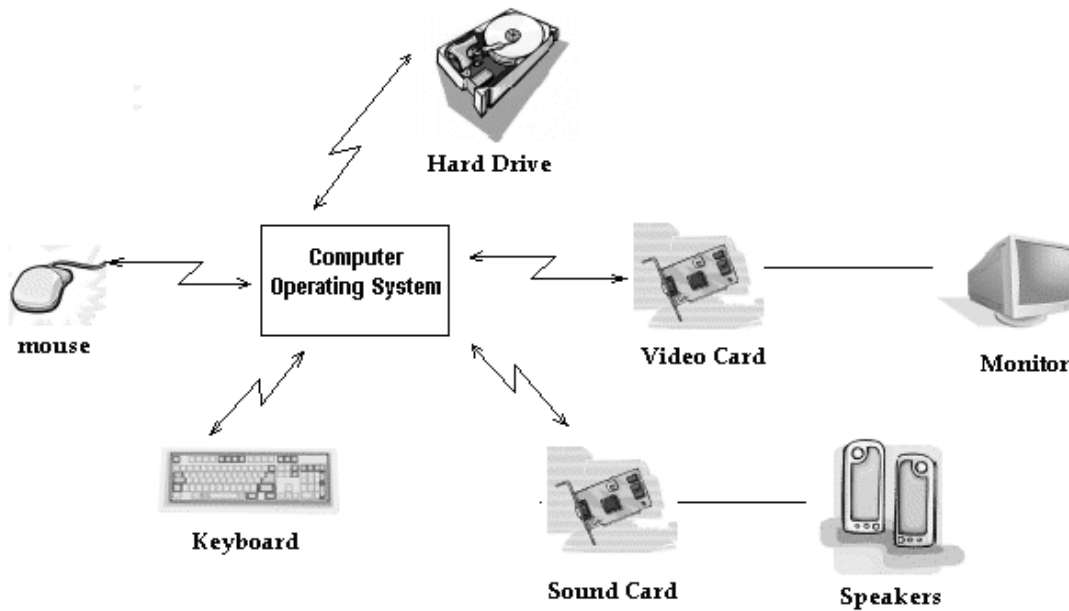 Hard Drive
Computer
Operating System
mouse
Video Card
Monitor
Keyboard
Sound Card
Speakers